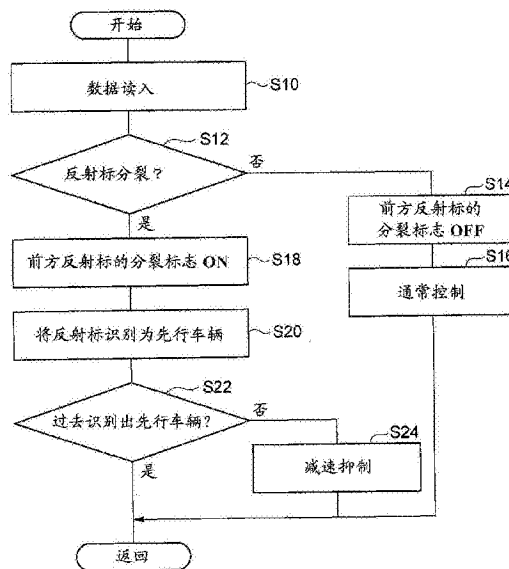 开始
数据读入
S10
反射标分裂？
S12
否
是
S14
前方反射标的
分裂标志 OFF
S16
通常控制
前方反射标的分裂标志 ON
S18
将反射标识别为先行车辆
S20
过去识别出先行车辆?
S22
否
是
S24
减速抑制
返回